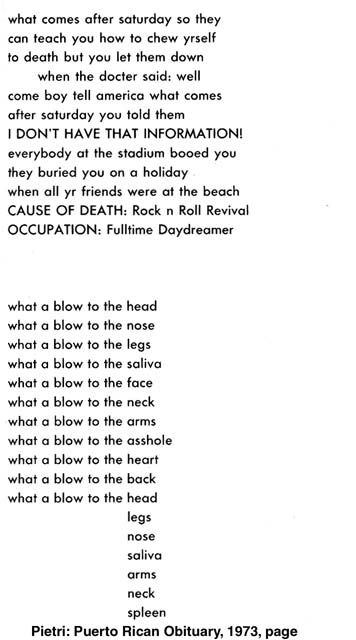 what comes after saturday so they
can teach you how to chew yrself
to death but you let them down
when the docter said: well
come boy tell america what comes
after saturday you told them
I DON'T HAVE THAT INFORMATION!
everybody at the stadium booed you
they buried you on a holiday
when all yr friends were at the beach
CAUSE OF DEATH: Rock n Roll Revival
OCCUPATION: Fulltime Daydreamer
what a blow to the head
what a blow to the nose
what a blow to the legs
what a blow to the saliva
what a blow to the face
what a blow to the neck
what a blow to the arms
what a blow to the asshole
what a blow to the heart
what a blow to the back
what a blow to the head
legs
nose
saliva
arms
neck
spleen
Pietri: Puerto Rican Obituary, 1973, page